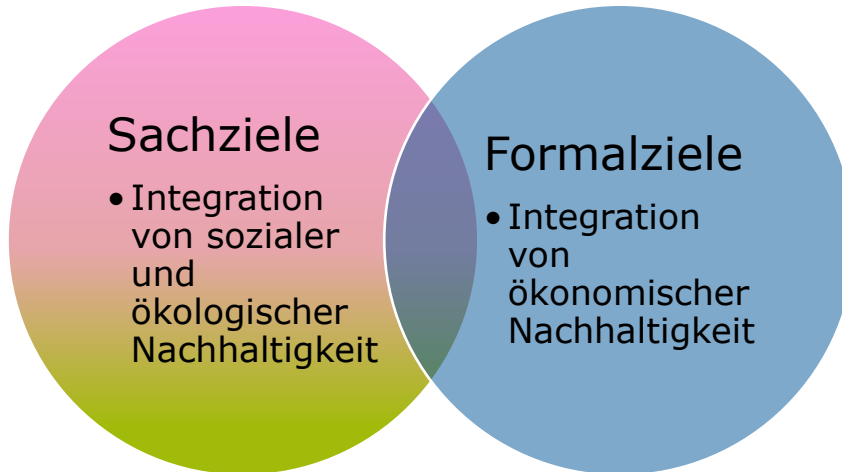 Sachziele
• Integration
von sozialer
und
ökologischer
Nachhaltigkeit
Formalziele
• Integration
von
ökonomischer
Nachhaltigkeit